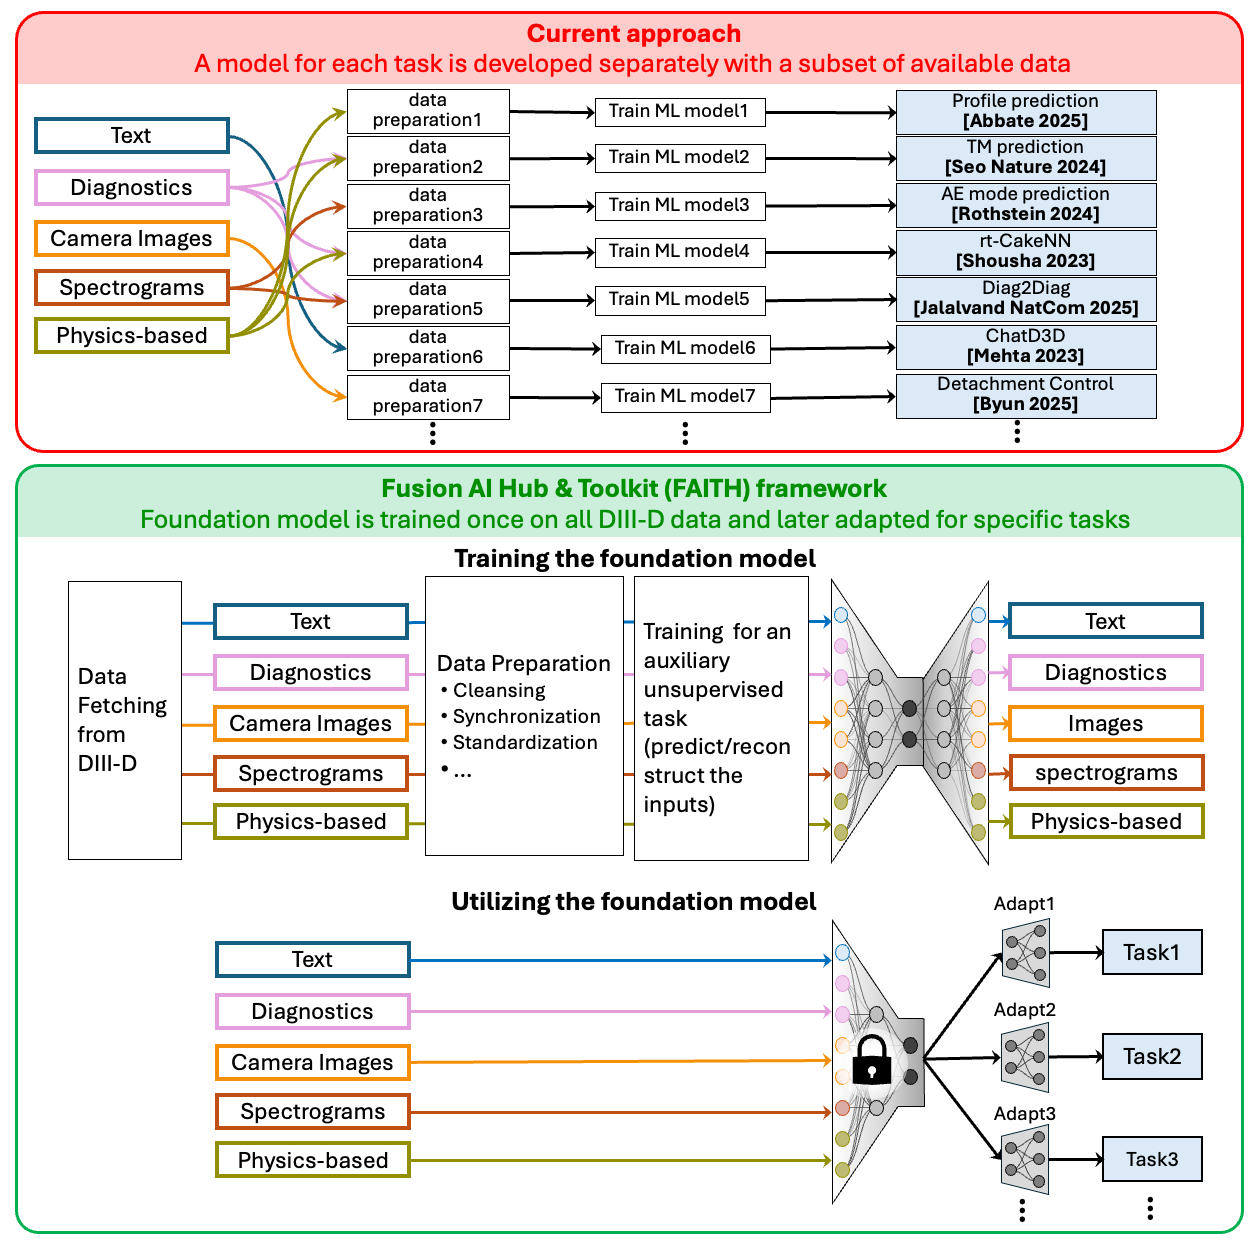 Current approach
A model for each task is developed separately with a subset of available data
Text
Diagnostics
Camera Images
Spectrograms
Physics-based
data
preparation1
Train ML model1
Profile prediction
[Abbate 2025]
data
preparation2
Train ML model2
TM prediction
[Seo Nature 2024]
data
preparation3
Train ML model3
AE mode prediction
[Rothstein 2024]
data
preparation4
Train ML model4
rt-CakeNN
[Shousha 2023]
data
preparation5
Train ML model5
Diag2Diag
[Jalalvand NatCom 2025]
data
preparation6
Train ML model6
ChatD3D
[Mehta 2023]
data
preparation7
Train ML model7
Detachment Control
[Byun 2025]
Fusion AI Hub & Toolkit (FAITH) framework
Foundation model is trained once on all DIII-D data and later adapted for specific tasks
Training the foundation model
Data
Fetching
from
DIII-D
Text
Diagnostics
Camera Images
Spectrograms
Physics-based
Data Preparation
• Cleansing
• Synchronization
• Standardization
• ...
Training for an
auxiliary
unsupervised
task
(predict/recon
struct the
inputs)
Text
Diagnostics
Images
spectrograms
Physics-based
Utilizing the foundation model
Text
Diagnostics
Camera Images
Spectrograms
Physics-based
Adapt1
Task1
Adapt2
Task2
Adapt3
Task3